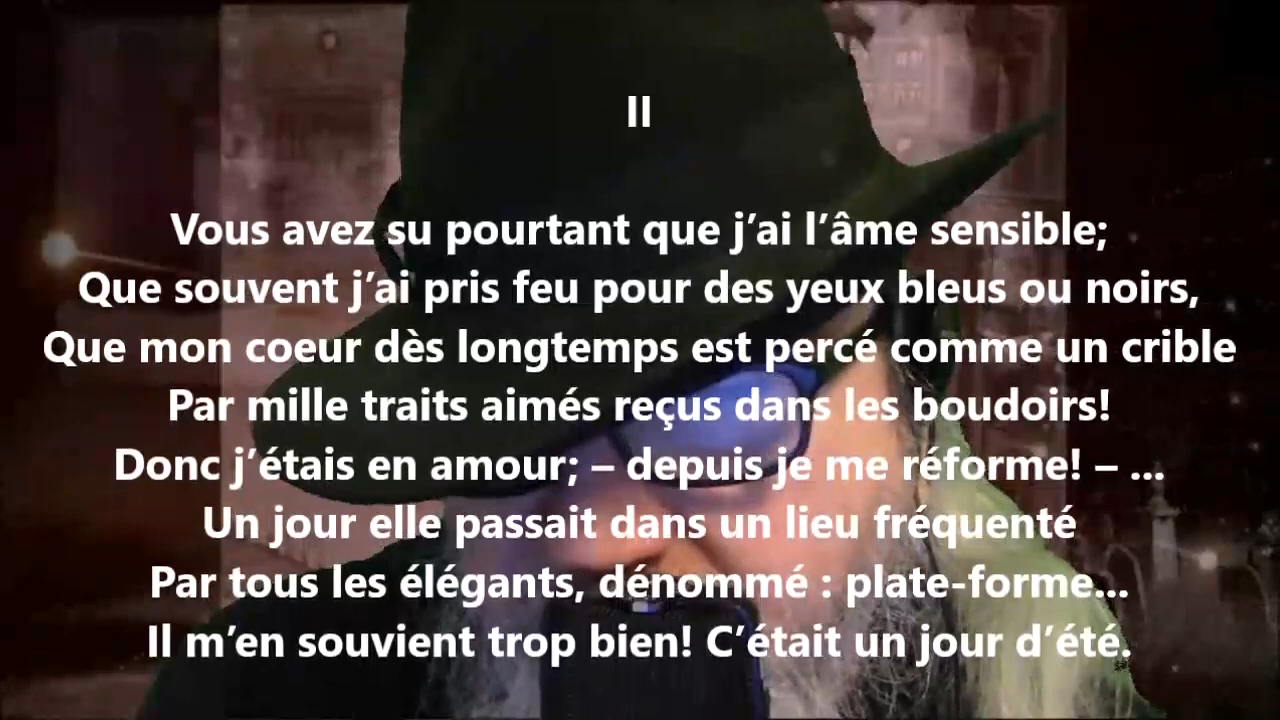 II
Vous avez su pourtant que j’ai l’âme sensible;
Que souvent j’ai pris feu pour des yeux bleus ou noirs,
Que mon coeur dès longtemps est percé comme un crible
Par mille traits aimés reçus dans les boudoirs!
Donc j’étais en amour; – depuis je me réforme! – ...
Un jour elle passait dans un lieu fréquenté
Par tous les élégants, dénommé : plate-forme...
Il m’en souvient trop bien! C’était un jour d’été.